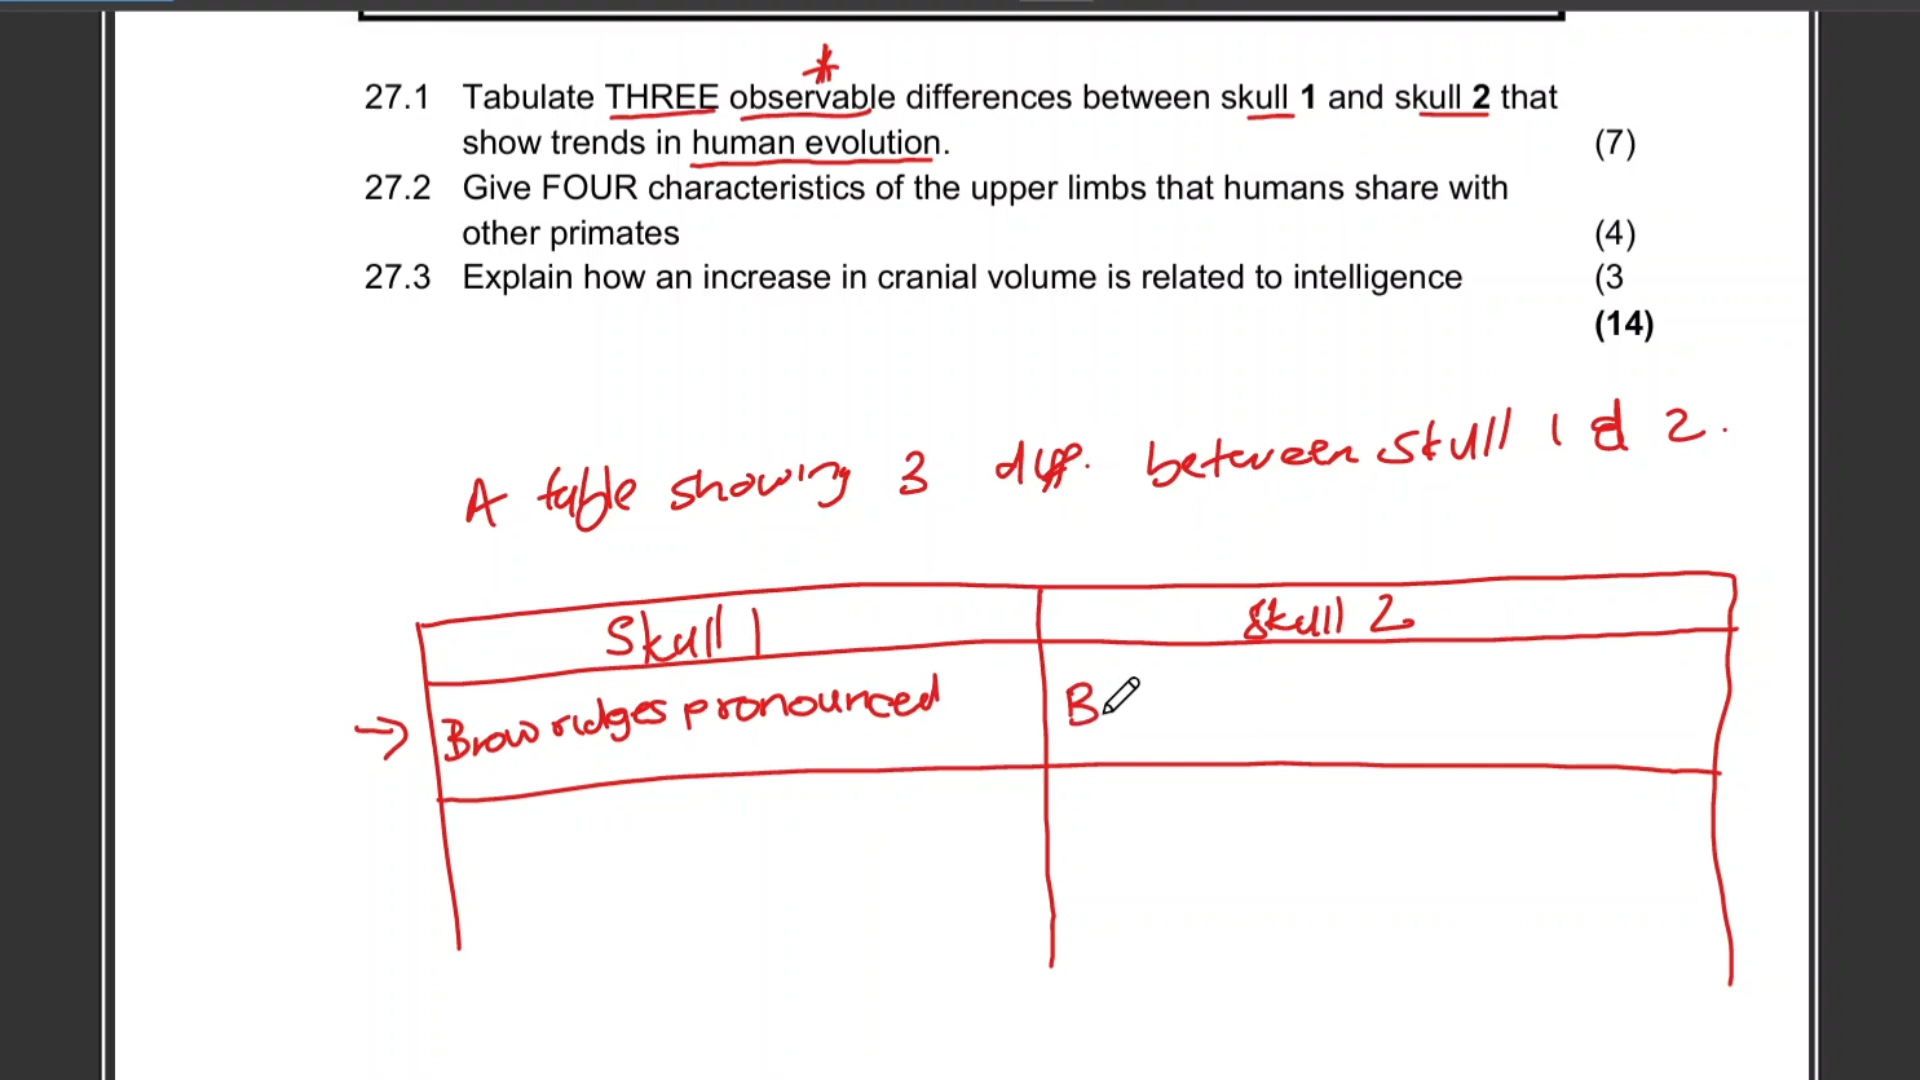 27.1 Tabulate THREE observable differences between skull 1 and skull 2 that
show trends in human evolution. (7)
27.2 Give FOUR characteristics of the upper limbs that humans share with
other primates (4)
27.3 Explain how an increase in cranial volume is related to intelligence (3
(14)
A table showing 3 diff. between skull 1 & 2.
Skull 1 Skull 2
→ Brow ridges pronounced B